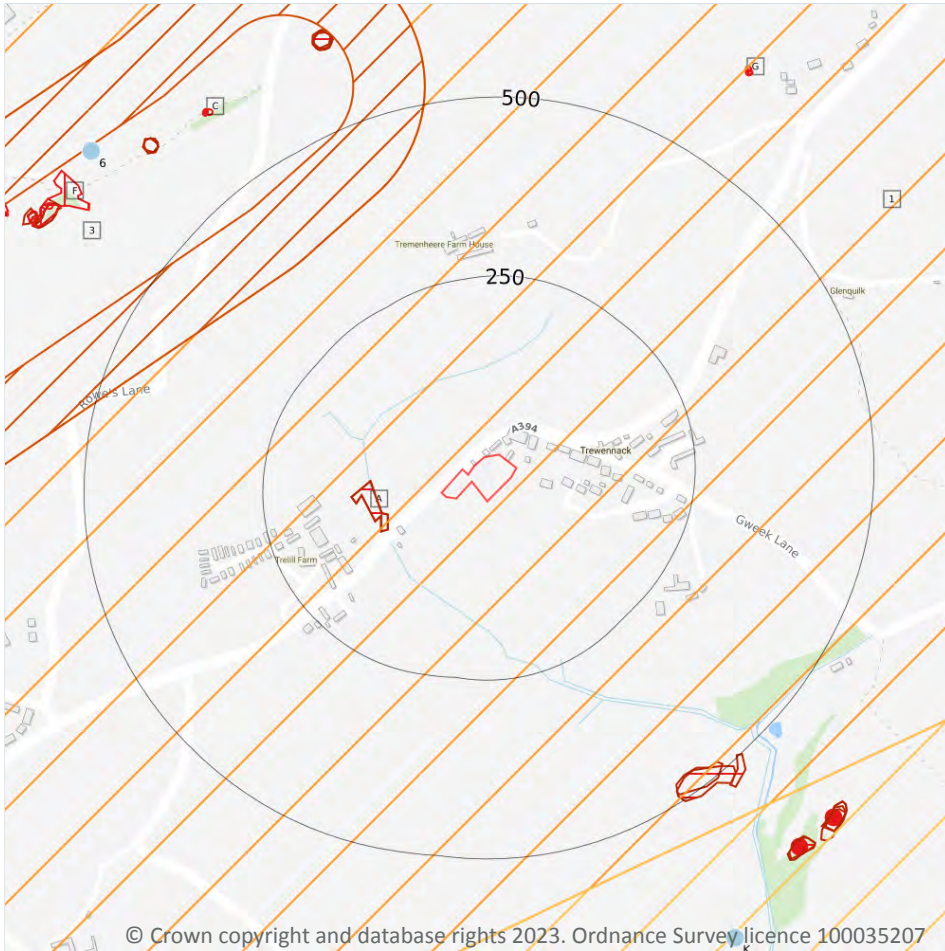 G
500
C
6
F
1
3
Tremenheere Farm House
250
Glenquilk
Rowe's Lane
A394
Trewennack
A
Gweek Lane
Trelill Farm
© Crown copyright and database rights 2023. Ordnance Survey licence 100035207